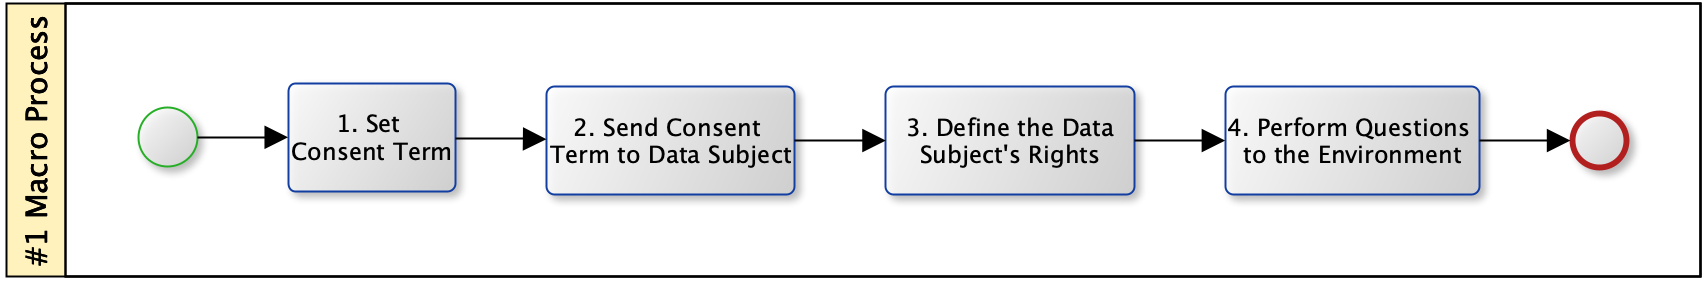 #1 Macro Process
1. Set
Consent Term
2. Send Consent
Term to Data Subject
3. Define the Data
Subject's Rights
4. Perform Questions
to the Environment